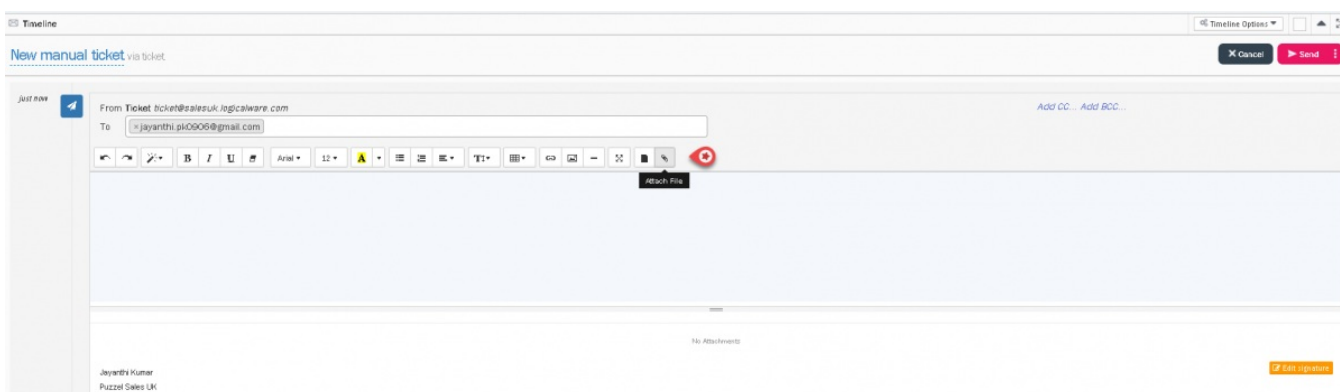 Timeline
Timeline Options
New manual ticket via ticket
Cancel
Send
just now
From Ticket ticket@salesuk.logicalware.com
Add CC... Add BCC...
To
×jayanthi.pk0906@gmail.com
B I U
Arial
12
A
Attach File
No Attachments
Jayanthi Kumar
Edit signature
Puzzel Sales UK